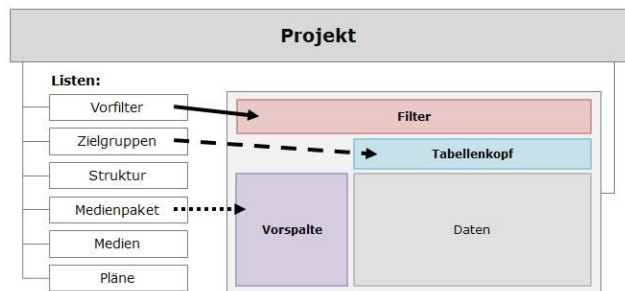 Projekt
Listen:
Vorfilter
Zielgruppen
Struktur
Medienpaket
Medien
Pläne
Filter
Tabellenkopf
Vorspalte
Daten